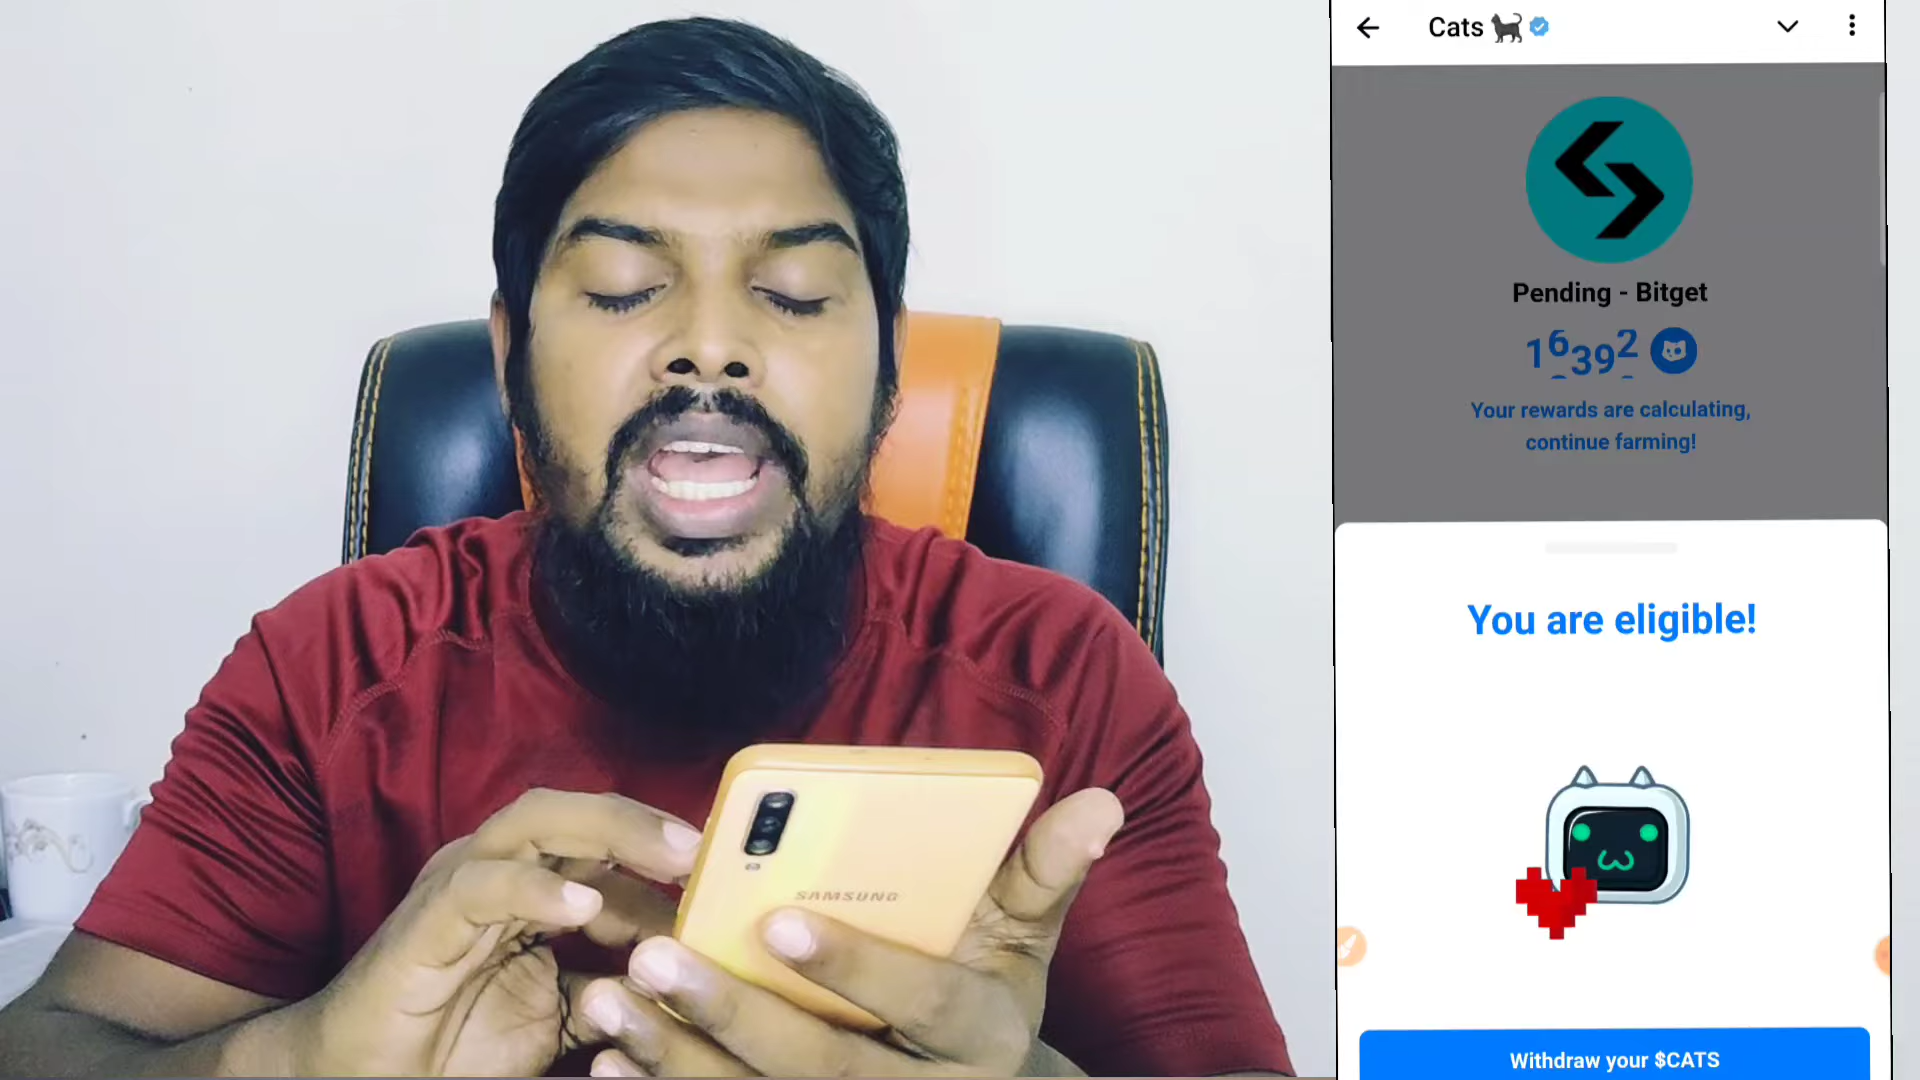 Cats
Pending - Bitget
16392
Your rewards are calculating,
continue farming!
You are eligible!
Withdraw your $CATS
SAMSUNG